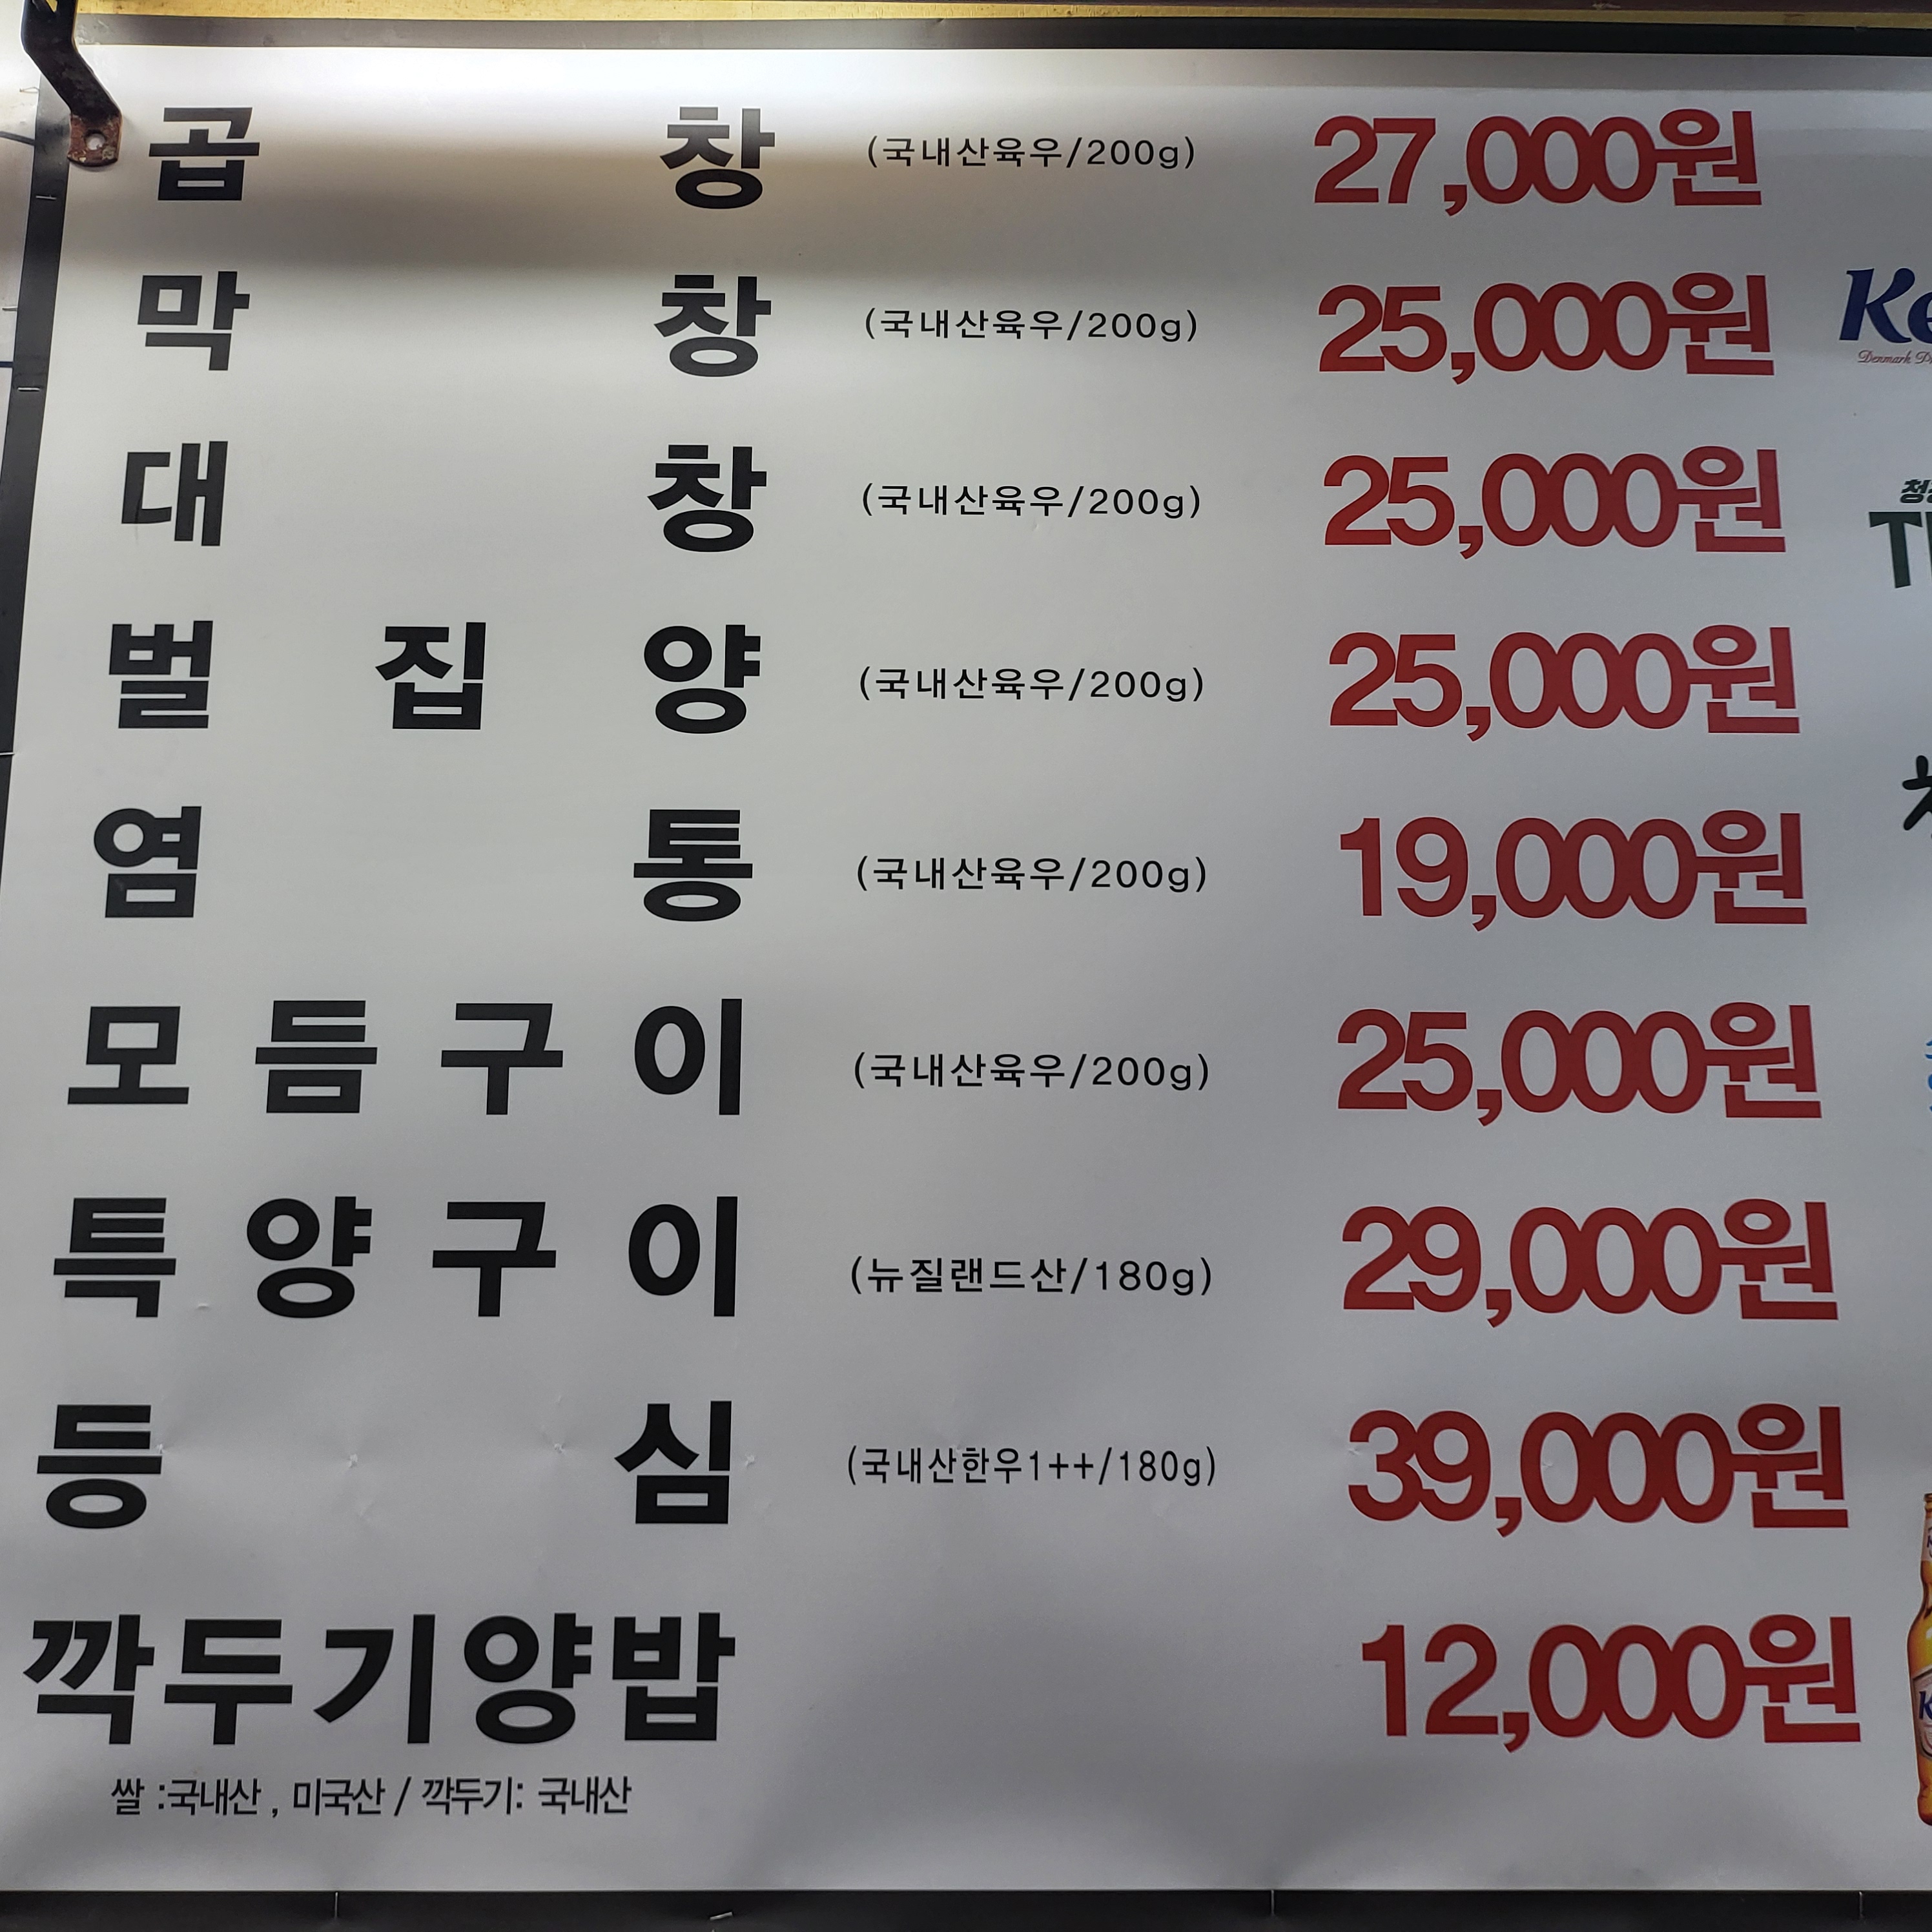 곱창 (국내산육우/200g) 27,000원
막창 (국내산육우/200g) 25,000원
대창 (국내산육우/200g) 25,000원
벌집양 (국내산육우/200g) 25,000원
염통 (국내산육우/200g) 19,000원
모듬구이 (국내산육우/200g) 25,000원
특양구이 (뉴질랜드산/180g) 29,000원
등심 (국내산한우1++/180g) 39,000원
깍두기양밥 12,000원
쌀 :국내산 , 미국산 / 깍두기: 국내산
Denmark